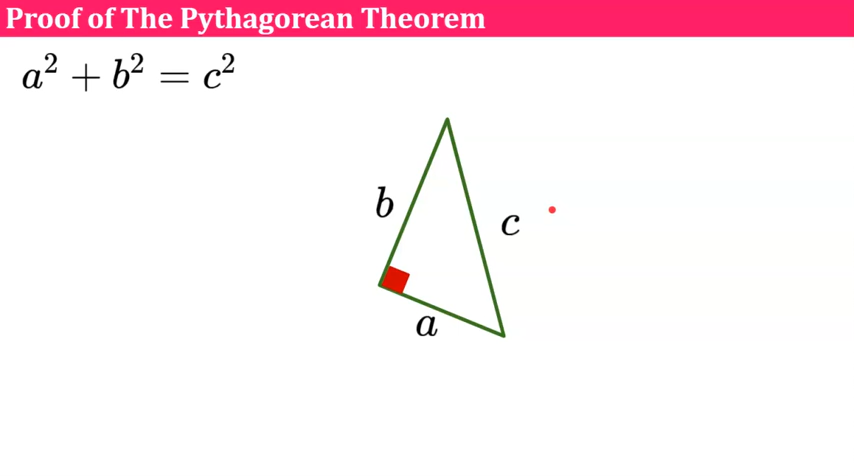 Proof of The Pythagorean Theorem
a² + b² = c²
b
c
a